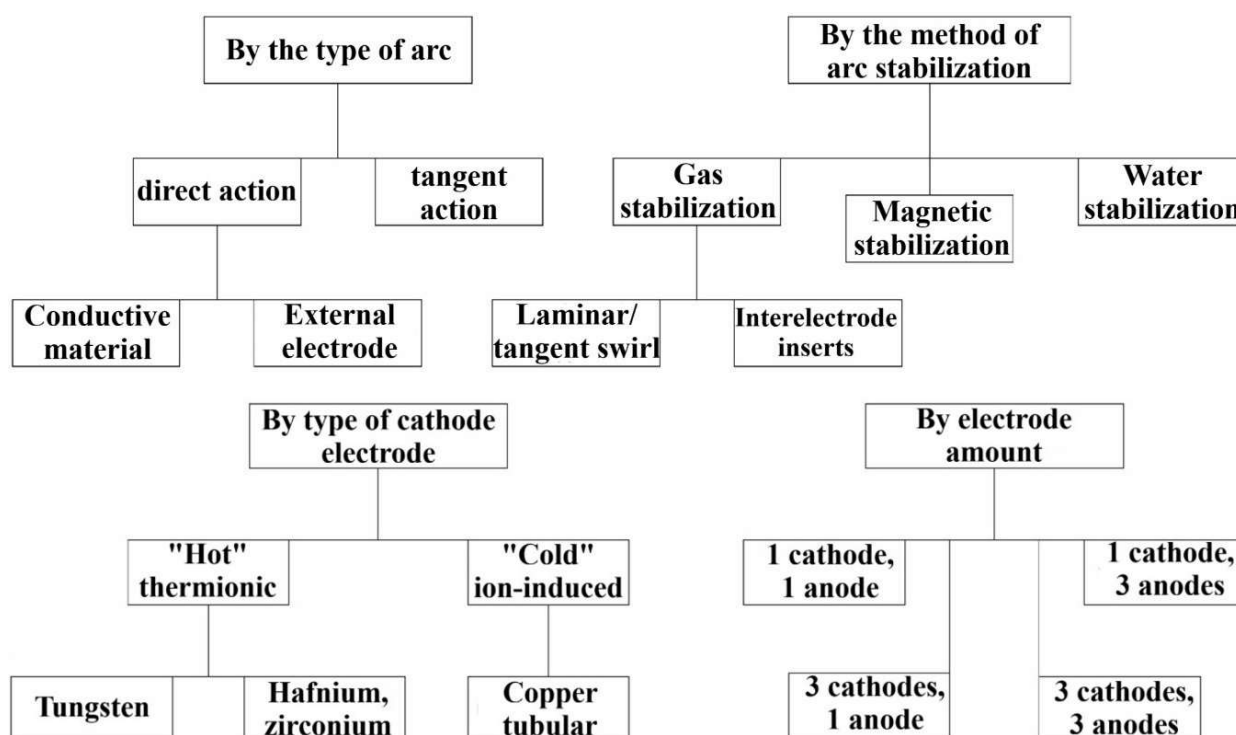 By the type of arc
By the method of
arc stabilization
direct action
tangent
action
Gas
stabilization
Magnetic
stabilization
Water
stabilization
Conductive
material
External
electrode
Laminar/
tangent swirl
Interelectrode
inserts
By type of cathode
electrode
By electrode
amount
"Hot"
thermionic
"Cold"
ion-induced
1 cathode,
1 anode
1 cathode,
3 anodes
Tungsten
Hafnium,
zirconium
Copper
tubular
3 cathodes,
1 anode
3 cathodes,
3 anodes